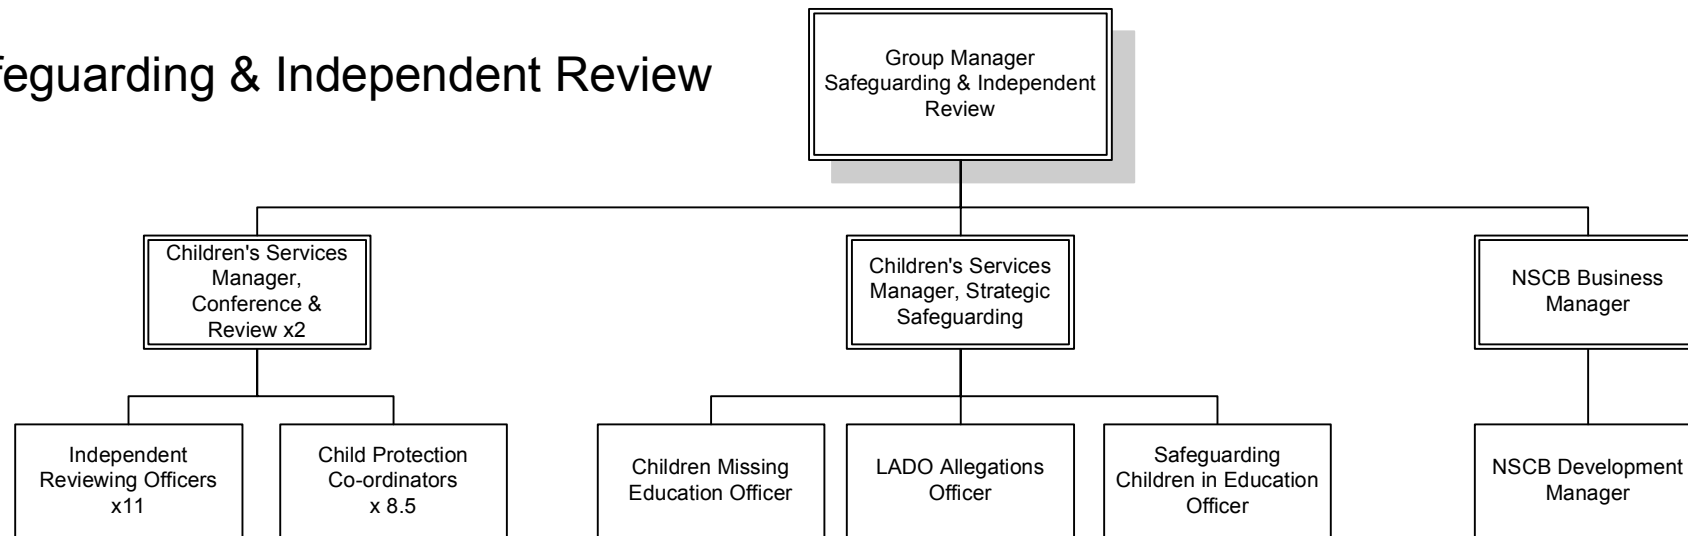 feguarding & Independent Review
Group Manager
Safeguarding & Independent
Review
Children's Services
Manager,
Conference &
Review x2
Children's Services
Manager, Strategic
Safeguarding
NSCB Business
Manager
Independent
Reviewing Officers
x11
Child Protection
Co-ordinators
x 8.5
Children Missing
Education Officer
LADO Allegations
Officer
Safeguarding
Children in Education
Officer
NSCB Development
Manager